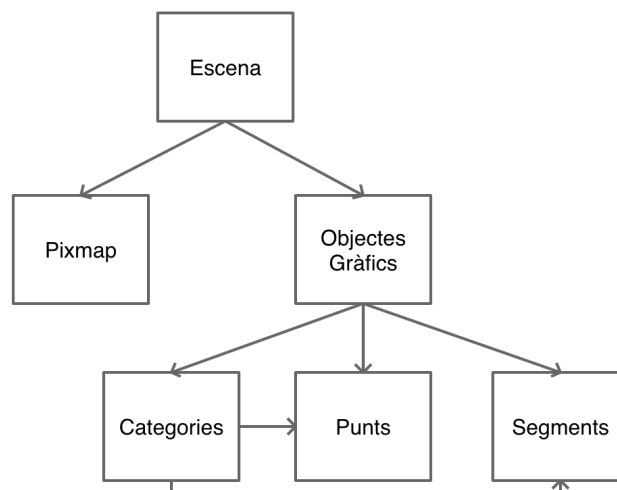 Escena
Pixmap
Objectes
Gràfics
Categories
Punts
Segments